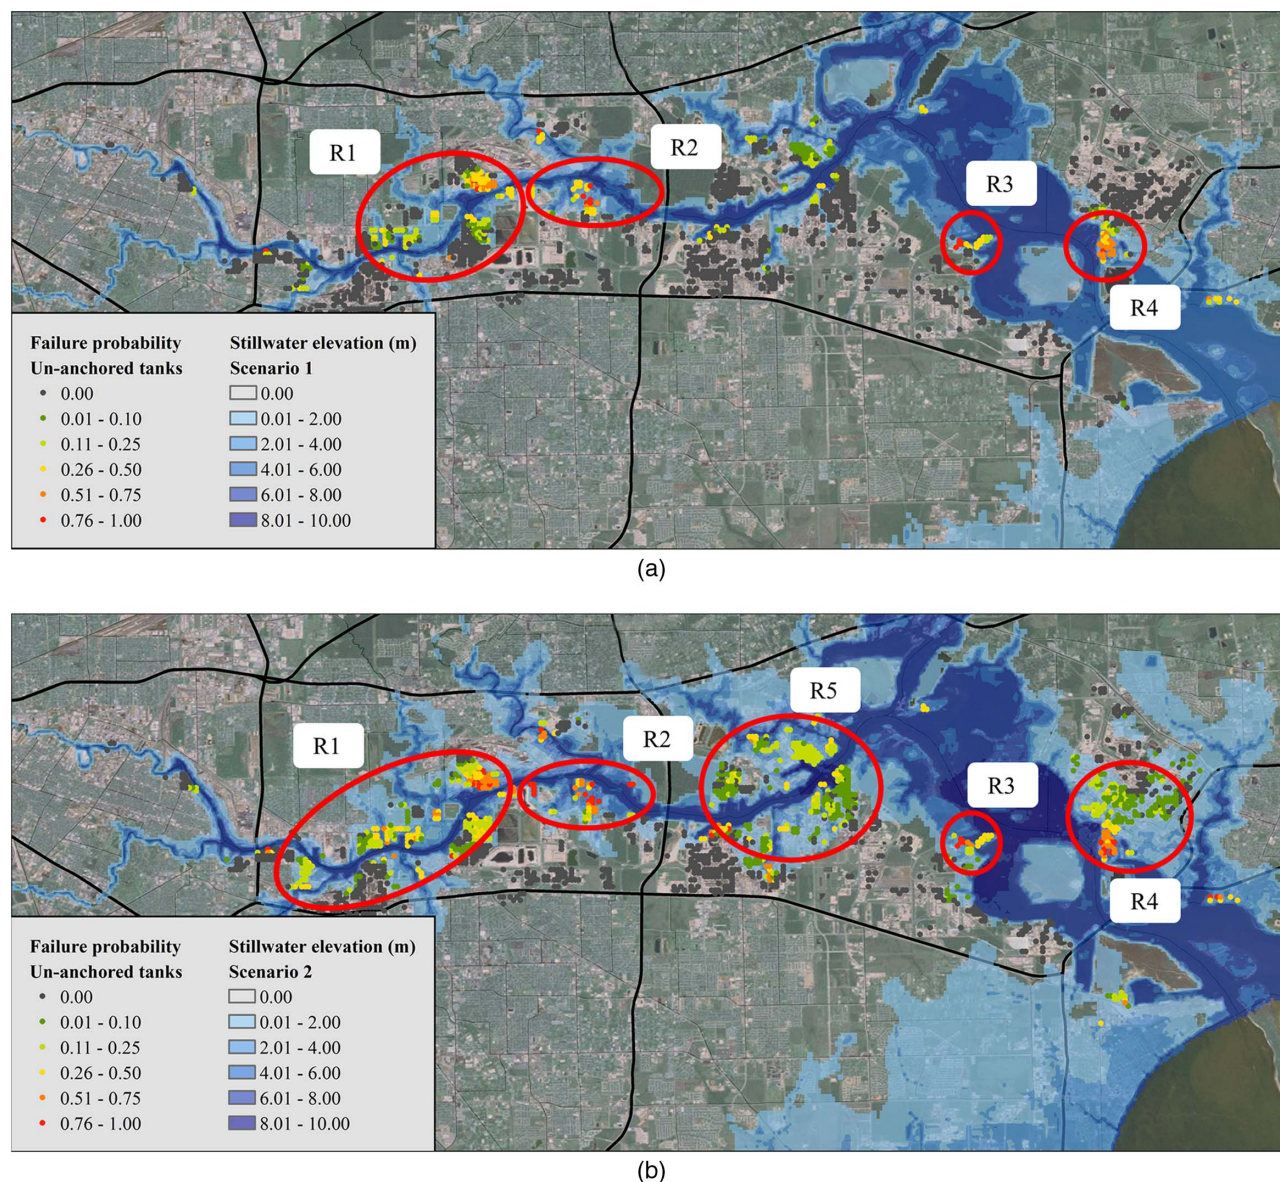 R1
R2
R3
R4
Failure probability
Un-anchored tanks
0.00
0.01 - 0.10
0.11 - 0.25
0.26 - 0.50
0.51 - 0.75
0.76 - 1.00
Stillwater elevation (m)
Scenario 1
0.00
0.01 - 2.00
2.01 - 4.00
4.01 - 6.00
6.01 - 8.00
8.01 - 10.00
(a)
R5
R1
R2
R3
R4
Failure probability
Un-anchored tanks
0.00
0.01 - 0.10
0.11 - 0.25
0.26 - 0.50
0.51 - 0.75
0.76 - 1.00
Stillwater elevation (m)
Scenario 2
0.00
0.01 - 2.00
2.01 - 4.00
4.01 - 6.00
6.01 - 8.00
8.01 - 10.00
(b)